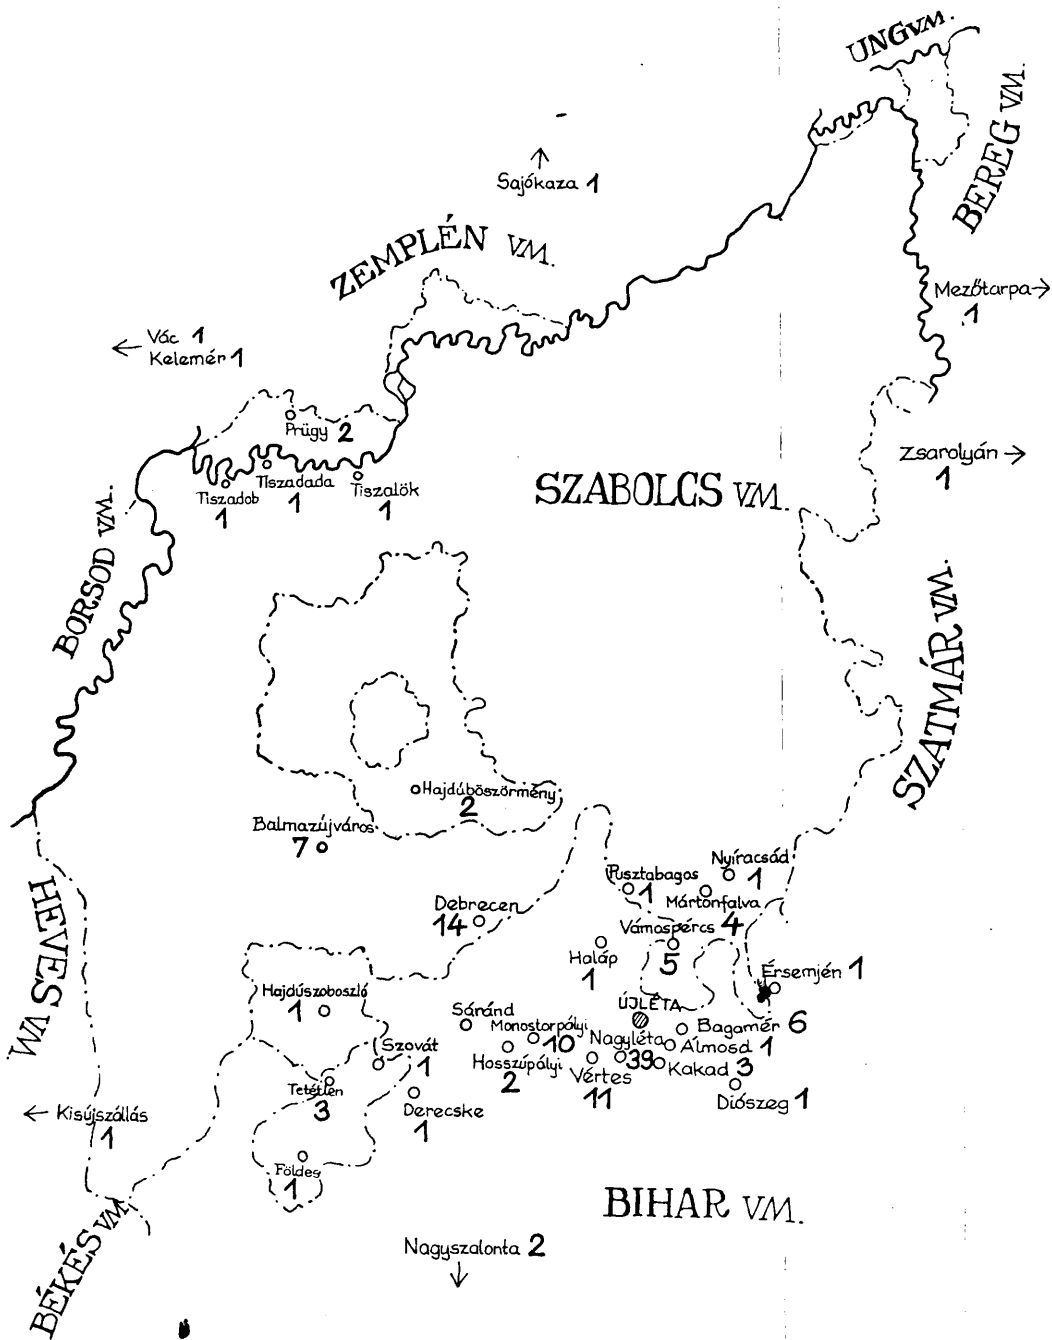 UNG VM.
BEREG VM.
Sajókaza 1
ZEMPLÉN VM.
Mezőtarpa
1
Vác 1
Kelemér 1
Prügy 2
Zsarolyán
1
Tiszadob
1
Tiszadada
1
Tiszalök
1
SZABOLCS VM.
BORSOD VM.
SZATMÁR VM.
Hajdúböszörmény
2
Balmazújváros
7
HEVES VM
Nyíracsád
1
Pusztabagos
1
Mártonfalva
4
Debrecen
14
Vámospércs
5
Haláp
1
Érsemjén 1
Hajdúszoboszló
1
ÚJLÉTA
Sáránd
Monostorpályi
10
Bagamér 6
Nagyléta
39
Álmosd 1
Szovát
1
Hosszúpályi
2
Vértes
11
Kakad 3
Tetétlen
3
Derecske
1
Diószeg 1
Kisújszállás
1
Földes
1
BIHAR VM.
BÉKÉS VM
Nagyszalonta 2